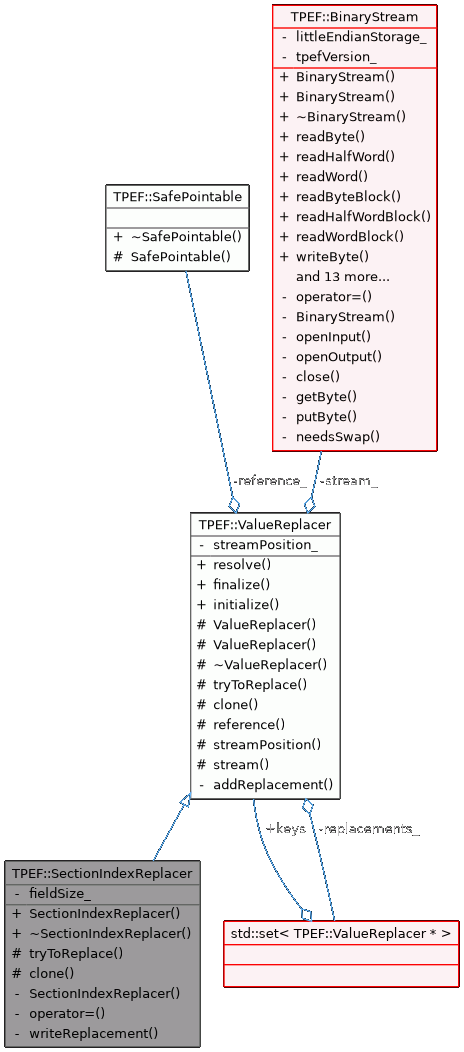 TPEF::BinaryStream
- littleEndianStorage_
- tpefVersion_
+ BinaryStream()
+ BinaryStream()
+ ~BinaryStream()
+ readByte()
+ readHalfWord()
+ readWord()
+ readByteBlock()
+ readHalfWordBlock()
+ readWordBlock()
+ writeByte()
and 13 more...
- operator=()
- BinaryStream()
- openInput()
- openOutput()
- close()
- getByte()
- putByte()
- needsSwap()
TPEF::SafePointable
+ ~SafePointable()
# SafePointable()
-reference_
-stream_
TPEF::ValueReplacer
- streamPosition_
+ resolve()
+ finalize()
+ initialize()
# ValueReplacer()
# ValueReplacer()
# ~ValueReplacer()
# tryToReplace()
# clone()
# reference()
# streamPosition()
# stream()
- addReplacement()
+keys
-replacements_
TPEF::SectionIndexReplacer
- fieldSize_
+ SectionIndexReplacer()
+ ~SectionIndexReplacer()
# tryToReplace()
# clone()
- SectionIndexReplacer()
- operator=()
- writeReplacement()
std::set< TPEF::ValueReplacer * >